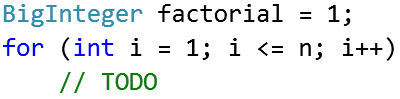 BigInteger factorial = 1;
for (int i = 1; i <= n; i++)
    // TODO